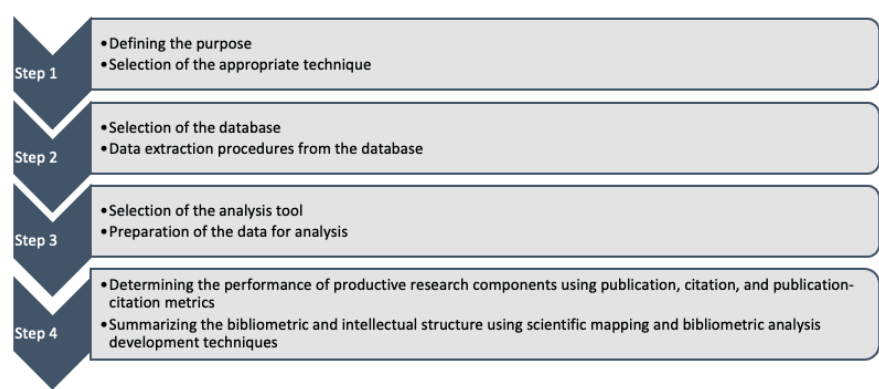 Step 1
•Defining the purpose
•Selection of the appropriate technique
Step 2
•Selection of the database
•Data extraction procedures from the database
Step 3
•Selection of the analysis tool
•Preparation of the data for analysis
Step 4
•Determining the performance of productive research components using publication, citation, and publication-
citation metrics
•Summarizing the bibliometric and intellectual structure using scientific mapping and bibliometric analysis
development techniques